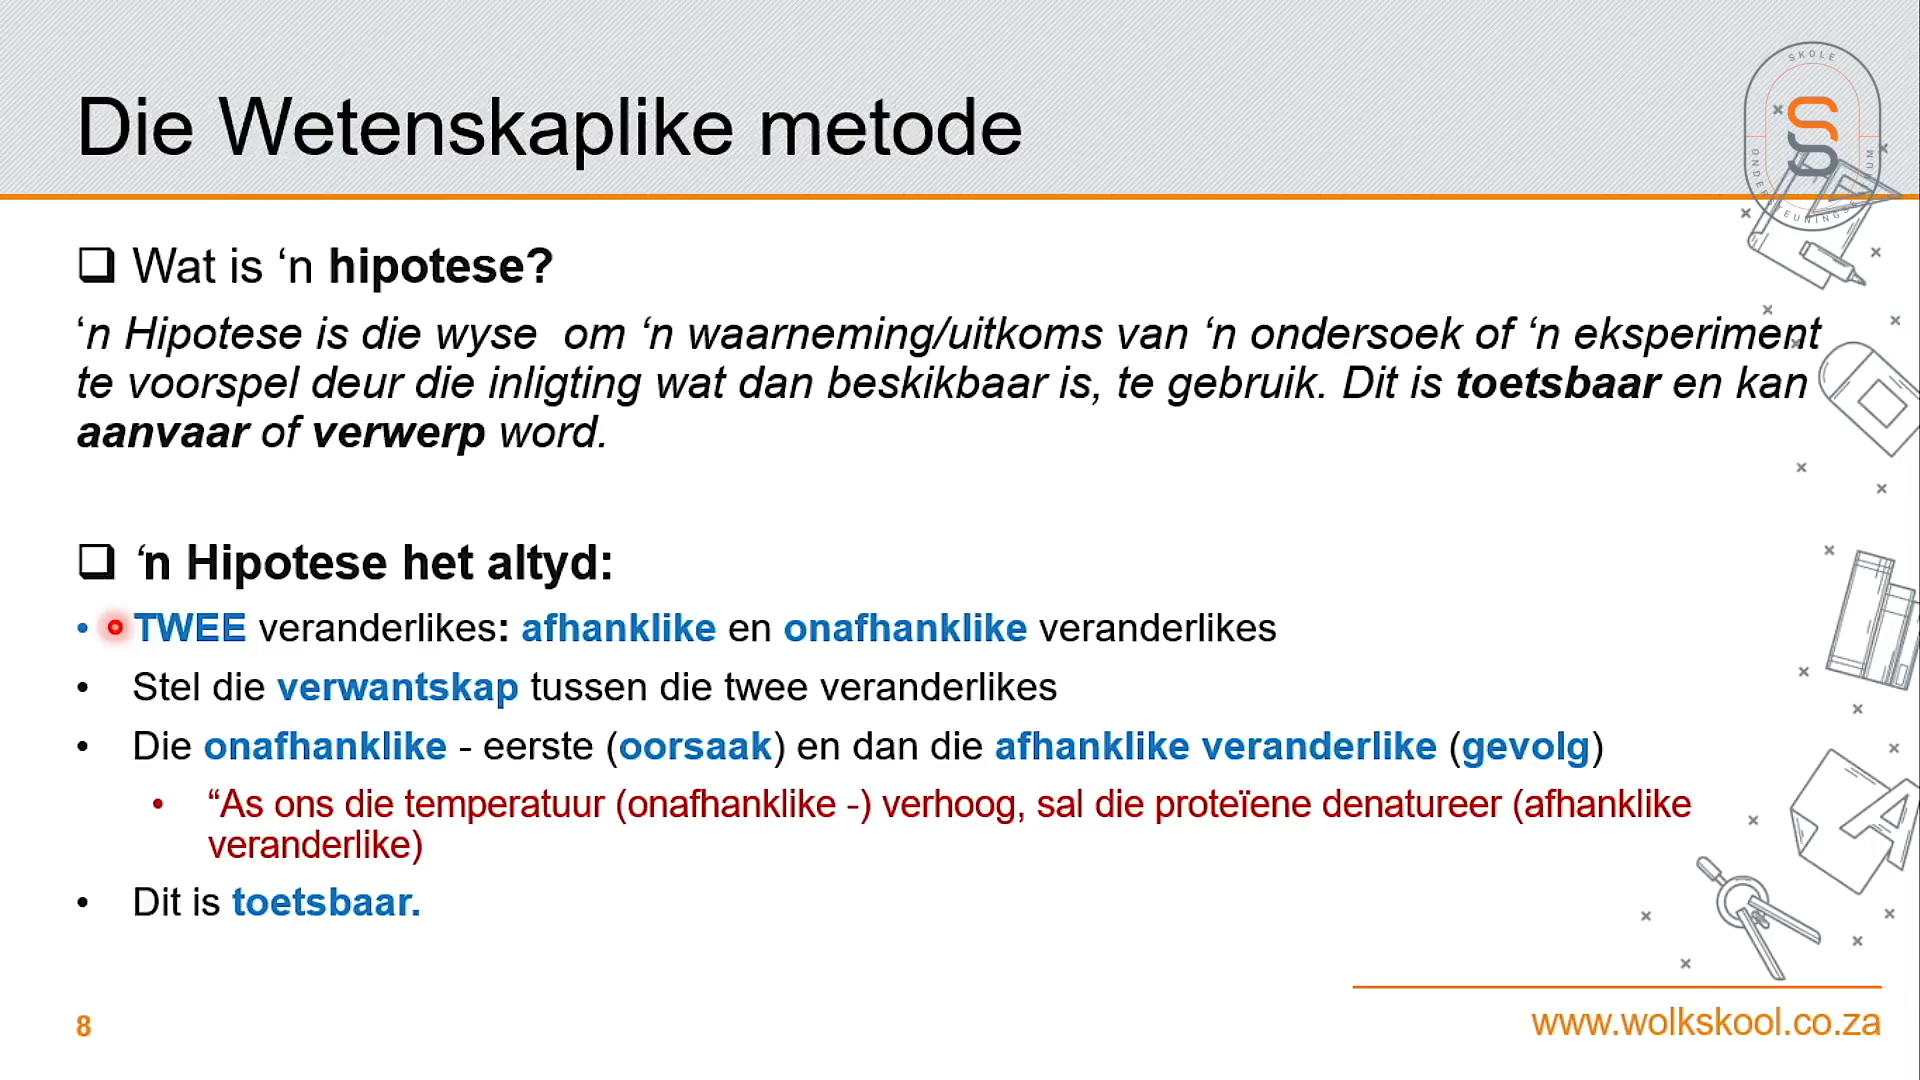 Die Wetenskaplike metode
SKOLE
ONDERSTEUNINGSENTRUM
Wat is ‘n hipotese?
‘n Hipotese is die wyse om ‘n waarneming/uitkoms van ‘n ondersoek of ‘n eksperiment
te voorspel deur die inligting wat dan beskikbaar is, te gebruik. Dit is toetsbaar en kan
aanvaar of verwerp word.
‘n Hipotese het altyd:
• TWEE veranderlikes: afhanklike en onafhanklike veranderlikes
• Stel die verwantskap tussen die twee veranderlikes
• Die onafhanklike - eerste (oorsaak) en dan die afhanklike veranderlike (gevolg)
• “As ons die temperatuur (onafhanklike -) verhoog, sal die proteïene denatureer (afhanklike
veranderlike)
• Dit is toetsbaar.
8
www.wolkskool.co.za